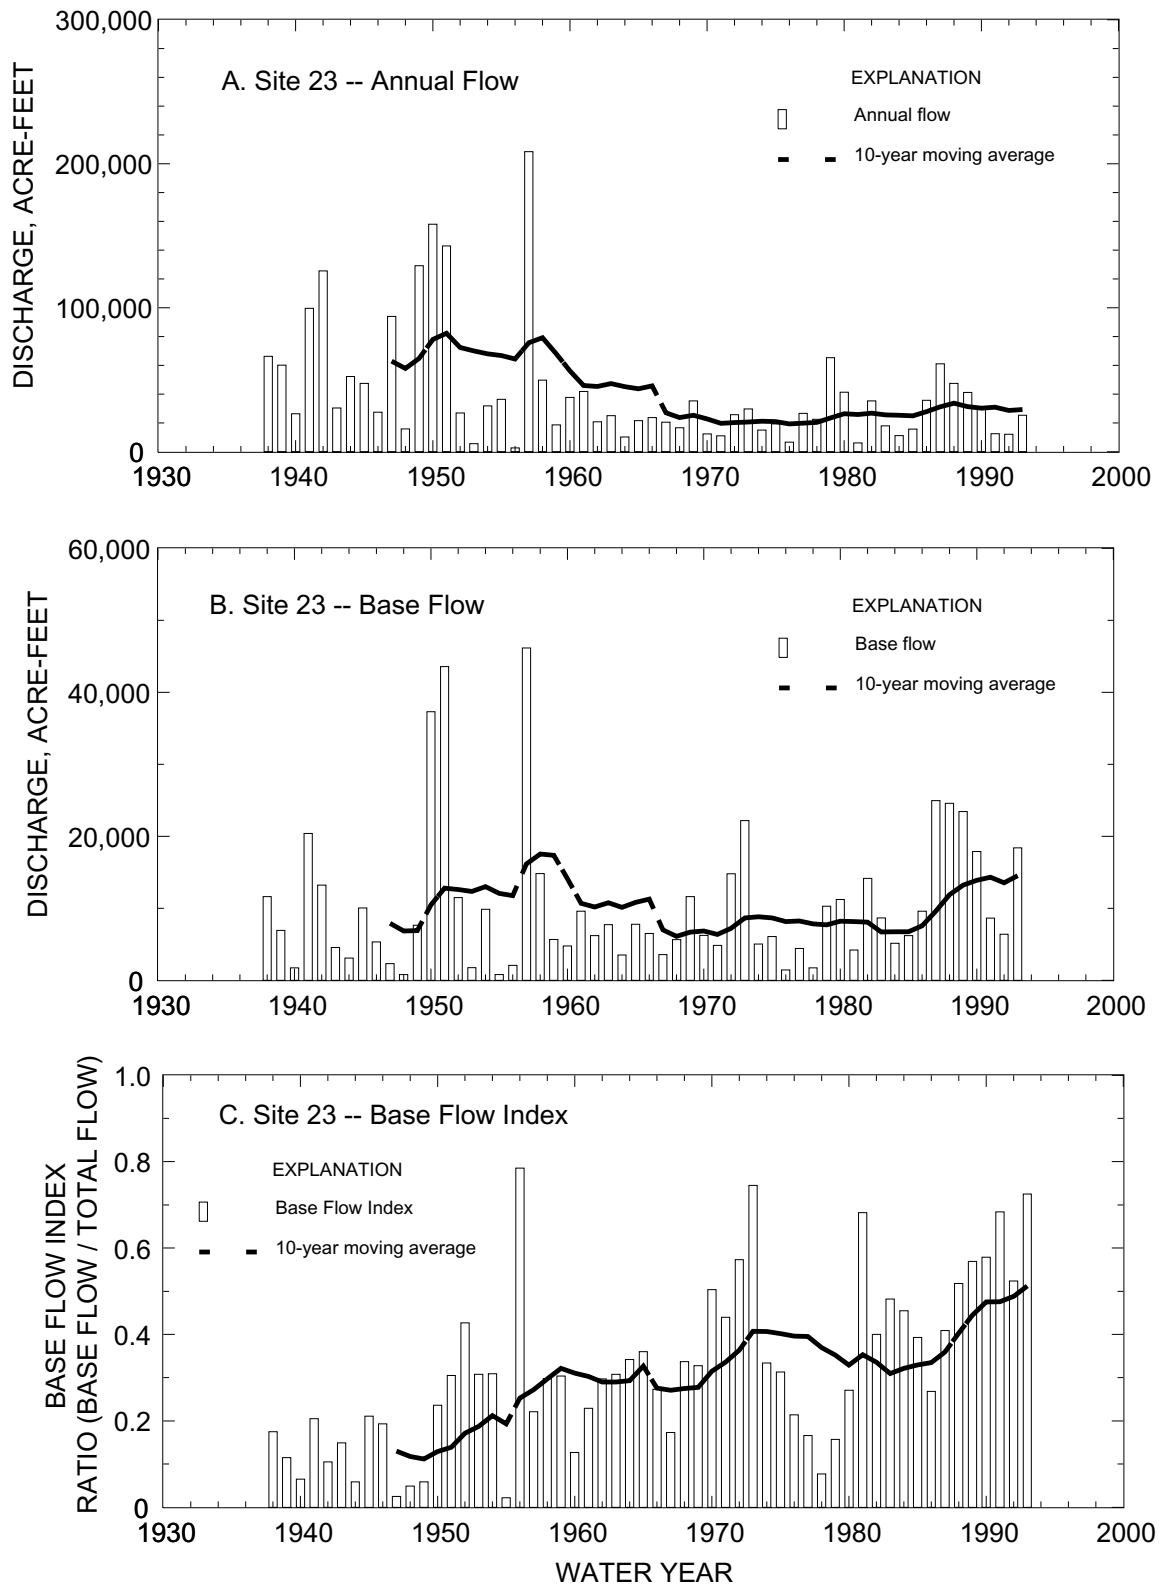 A. Site 23 -- Annual Flow
EXPLANATION
Annual flow
10-year moving average
DISCHARGE, ACRE-FEET
300,000
200,000
100,000
0
1930 1940 1950 1960 1970 1980 1990 2000
B. Site 23 -- Base Flow
EXPLANATION
Base flow
10-year moving average
DISCHARGE, ACRE-FEET
60,000
40,000
20,000
0
1930 1940 1950 1960 1970 1980 1990 2000
C. Site 23 -- Base Flow Index
EXPLANATION
Base Flow Index
10-year moving average
BASE FLOW INDEX
RATIO (BASE FLOW / TOTAL FLOW)
1.0
0.8
0.6
0.4
0.2
0
1930 1940 1950 1960 1970 1980 1990 2000
WATER YEAR